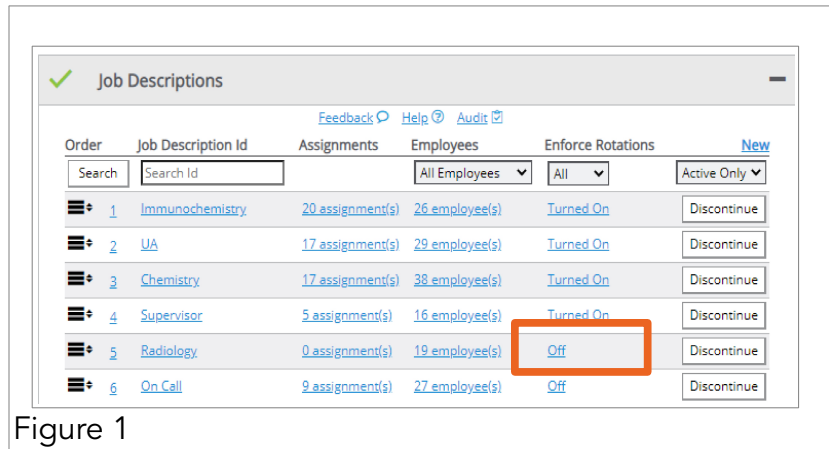 Job Descriptions
Feedback Help Audit
Order Job Description Id Assignments Employees Enforce Rotations New
Search Search Id All Employees All Active Only
1 Immunochemistry 20 assignment(s) 26 employee(s) Turned On Discontinue
2 UA 17 assignment(s) 29 employee(s) Turned On Discontinue
3 Chemistry 17 assignment(s) 38 employee(s) Turned On Discontinue
4 Supervisor 5 assignment(s) 16 employee(s) Turned On Discontinue
5 Radiology 0 assignment(s) 19 employee(s) Off Discontinue
6 On Call 9 assignment(s) 27 employee(s) Off Discontinue
Figure 1